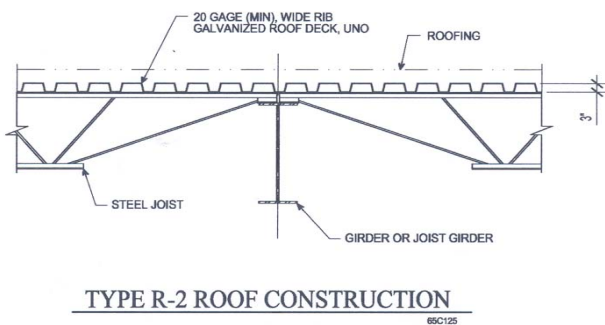 20 GAGE (MIN), WIDE RIB
GALVANIZED ROOF DECK, UNO
ROOFING
3"
STEEL JOIST
GIRDER OR JOIST GIRDER
TYPE R-2 ROOF CONSTRUCTION
65C125